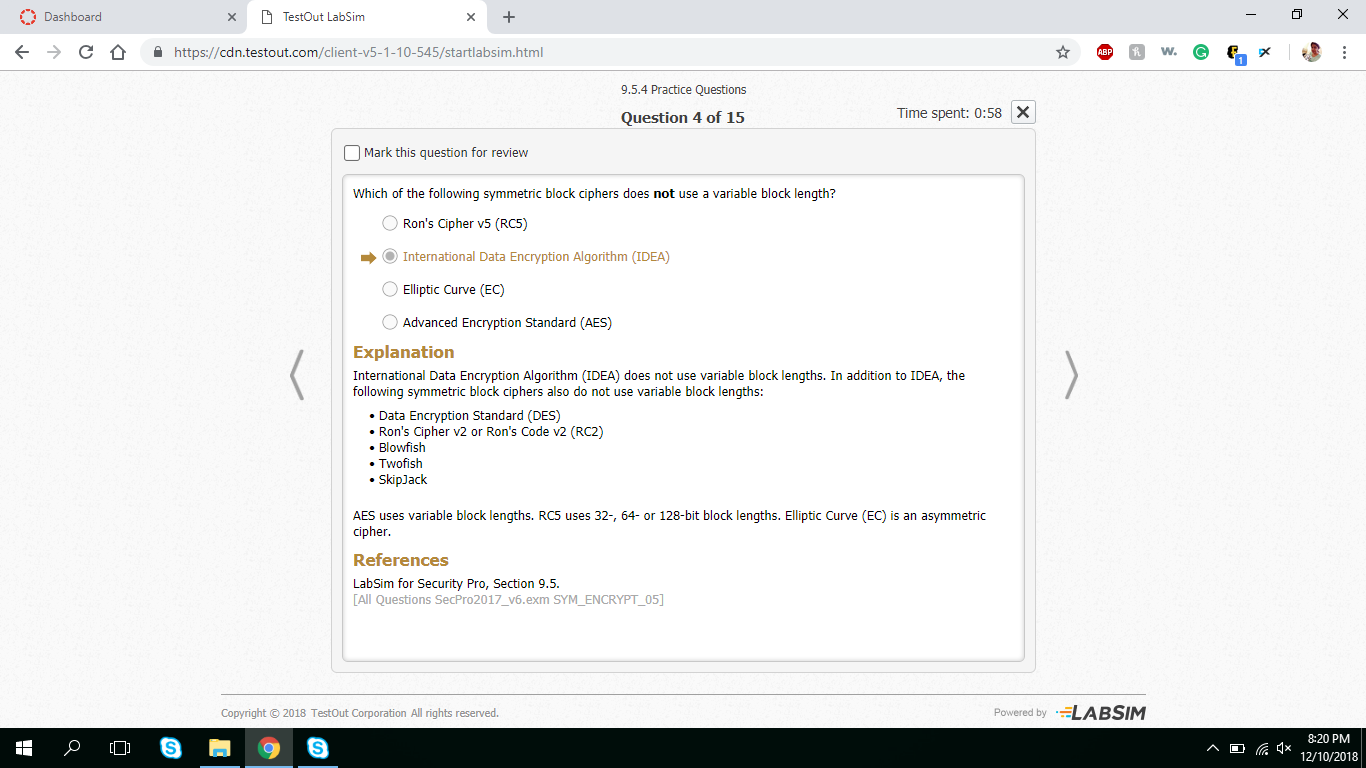 Dashboard
TestOut LabSim
https://cdn.testout.com/client-v5-1-10-545/startlabsim.html
ABP
w.
1
9.5.4 Practice Questions
Question 4 of 15
Time spent: 0:58
Mark this question for review
Which of the following symmetric block ciphers does not use a variable block length?
Ron's Cipher v5 (RC5)
International Data Encryption Algorithm (IDEA)
Elliptic Curve (EC)
Advanced Encryption Standard (AES)
Explanation
International Data Encryption Algorithm (IDEA) does not use variable block lengths. In addition to IDEA, the
following symmetric block ciphers also do not use variable block lengths:
• Data Encryption Standard (DES)
• Ron's Cipher v2 or Ron's Code v2 (RC2)
• Blowfish
• Twofish
• SkipJack
AES uses variable block lengths. RC5 uses 32-, 64- or 128-bit block lengths. Elliptic Curve (EC) is an asymmetric
cipher.
References
LabSim for Security Pro, Section 9.5.
[All Questions SecPro2017_v6.exm SYM_ENCRYPT_05]
Copyright © 2018 TestOut Corporation All rights reserved.
Powered by LABSIM
8:20 PM
12/10/2018